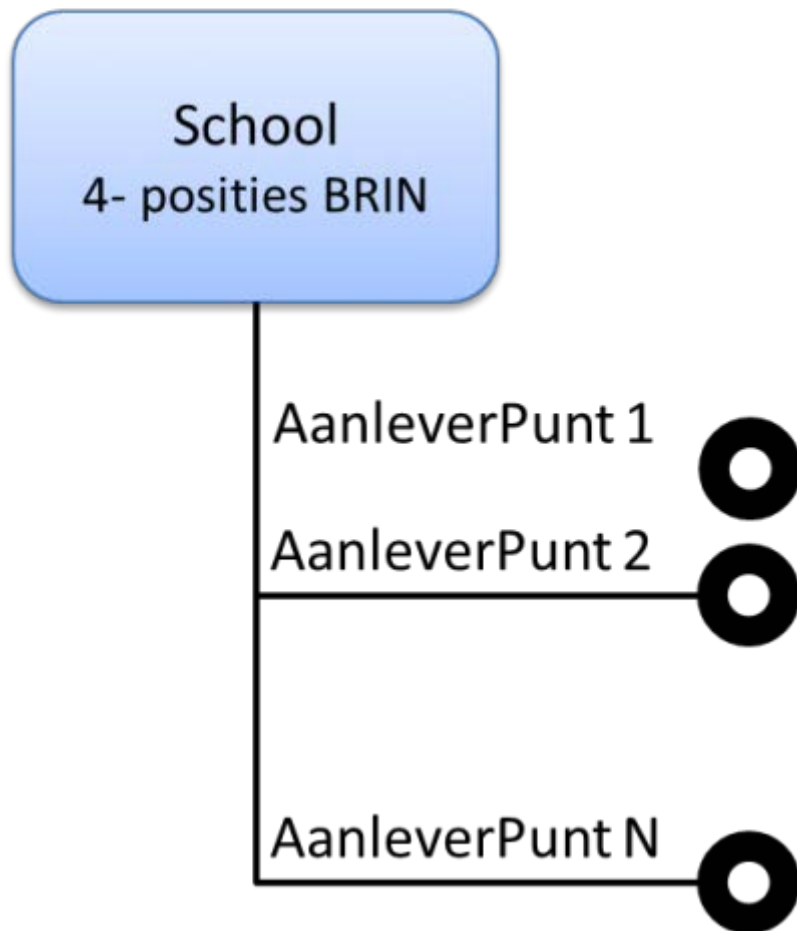 School
4- posities BRIN
AanleverPunt 1
AanleverPunt 2
AanleverPunt N